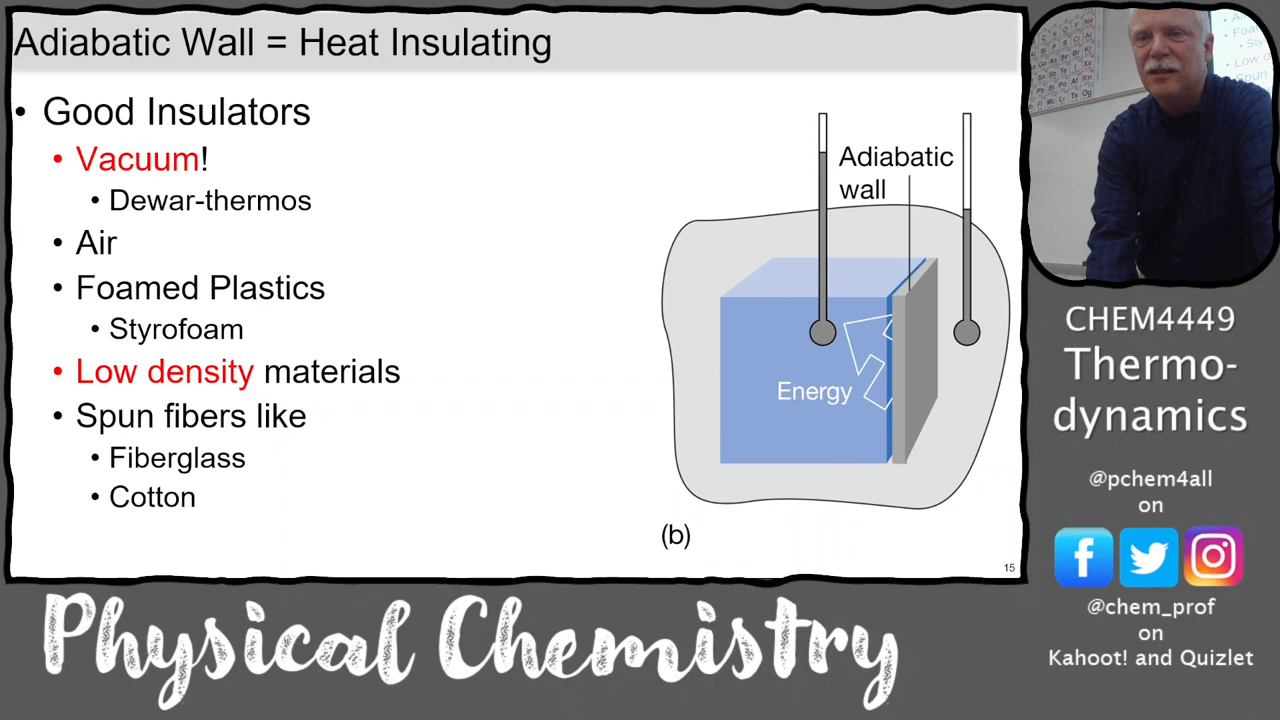 Adiabatic Wall = Heat Insulating
• Good Insulators
• Vacuum!
• Dewar-thermos
• Air
• Foamed Plastics
• Styrofoam
• Low density materials
• Spun fibers like
• Fiberglass
• Cotton
Adiabatic
wall
Energy
(b)
15
CHEM4449
Thermo-
dynamics
@pchem4all
on
@chem_prof
on
Kahoot! and Quizlet
Physical Chemistry